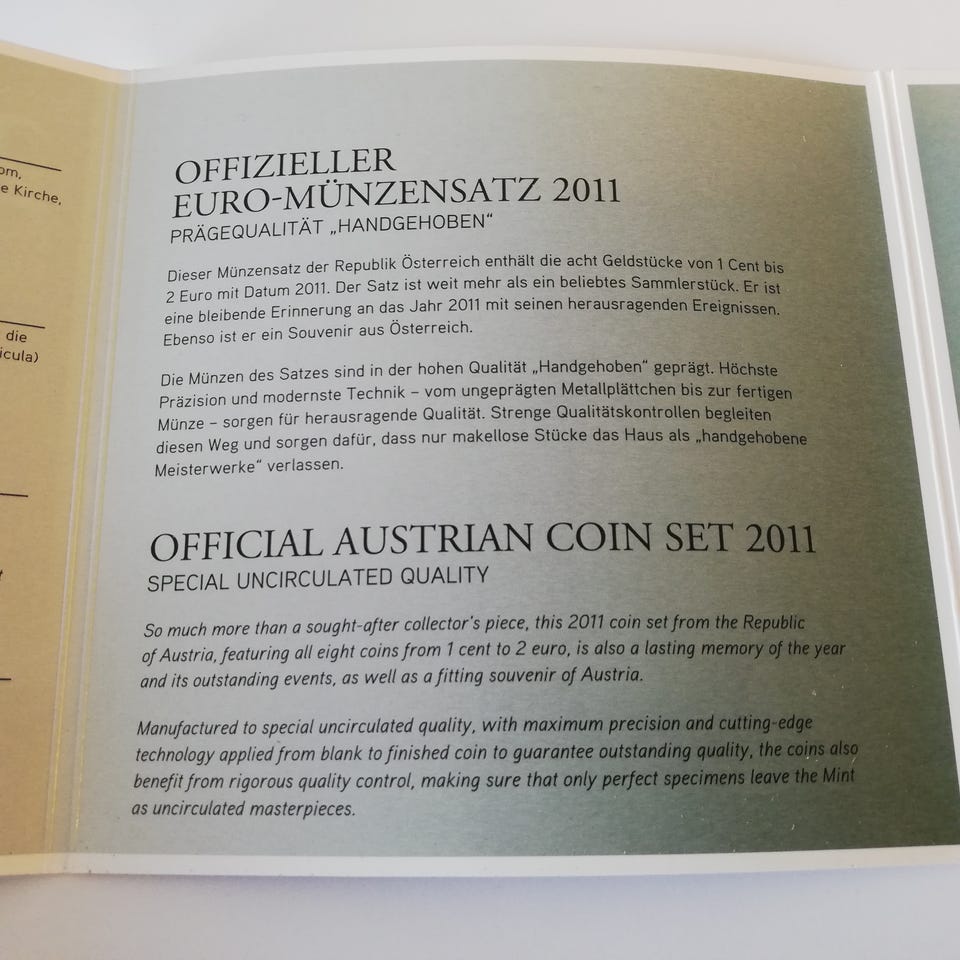 e Kirche,
die
OFFIZIELLER
EURO-MÜNZENSATZ 2011
PRÄGEQUALITÄT „HANDGEHOBEN“
Dieser Münzensatz der Republik Österreich enthält die acht Geldstücke von 1 Cent bis
2 Euro mit Datum 2011. Der Satz ist weit mehr als ein beliebtes Sammlerstück. Er ist
eine bleibende Erinnerung an das Jahr 2011 mit seinen herausragenden Ereignissen.
Ebenso ist er ein Souvenir aus Österreich.
Die Münzen des Satzes sind in der hohen Qualität „Handgehoben“ geprägt. Höchste
Präzision und modernste Technik – vom ungeprägten Metallplättchen bis zur fertigen
Münze – sorgen für herausragende Qualität. Strenge Qualitätskontrollen begleiten
diesen Weg und sorgen dafür, dass nur makellose Stücke das Haus als „handgehobene
Meisterwerke“ verlassen.
OFFICIAL AUSTRIAN COIN SET 2011
SPECIAL UNCIRCULATED QUALITY
So much more than a sought-after collector's piece, this 2011 coin set from the Republic
of Austria, featuring all eight coins from 1 cent to 2 euro, is also a lasting memory of the year
and its outstanding events, as well as a fitting souvenir of Austria.
Manufactured to special uncirculated quality, with maximum precision and cutting-edge
technology applied from blank to finished coin to guarantee outstanding quality, the coins also
benefit from rigorous quality control, making sure that only perfect specimens leave the Mint
as uncirculated masterpieces.